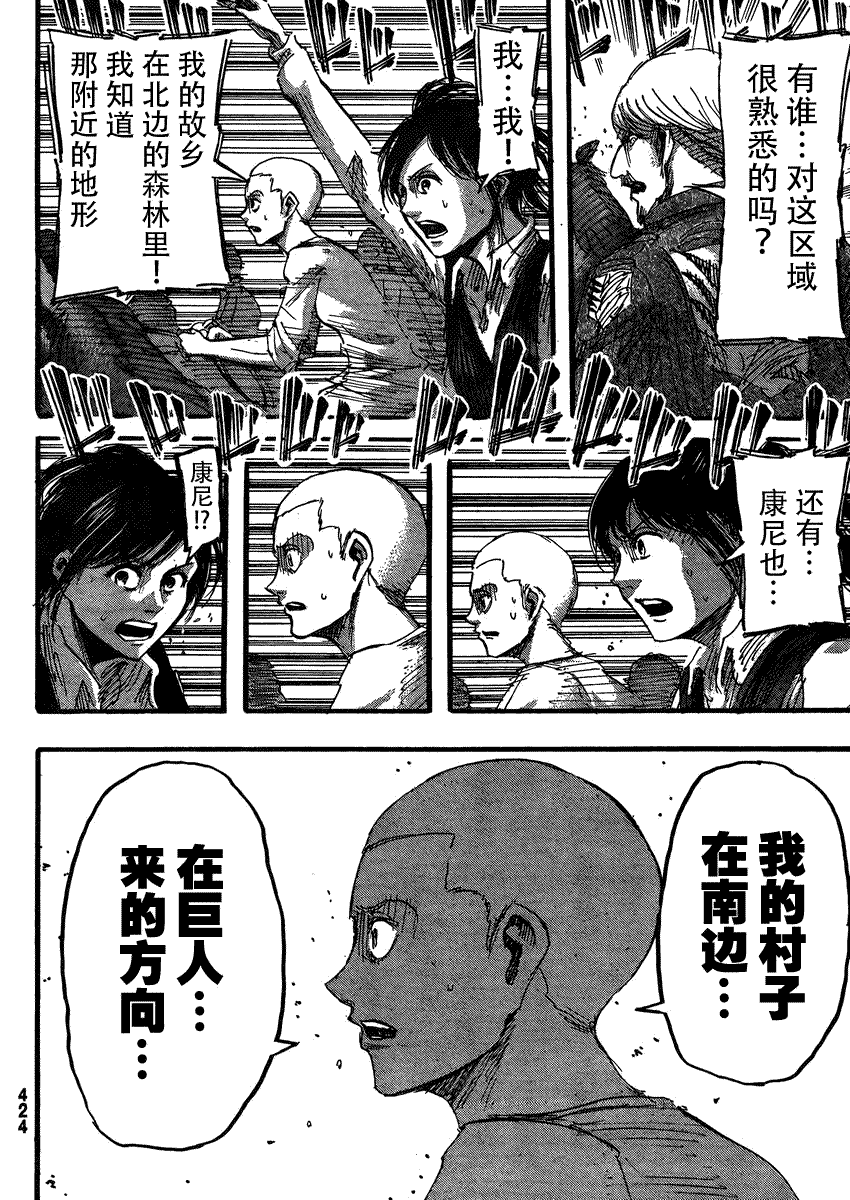 有谁…对这区域
很熟悉的吗？
我…我！
我的故乡
在北边的森林里！
我知道
那附近的地形
还有…
康尼也…
康尼!?
我的村子
在南边…
在巨人…
来的方向…
424